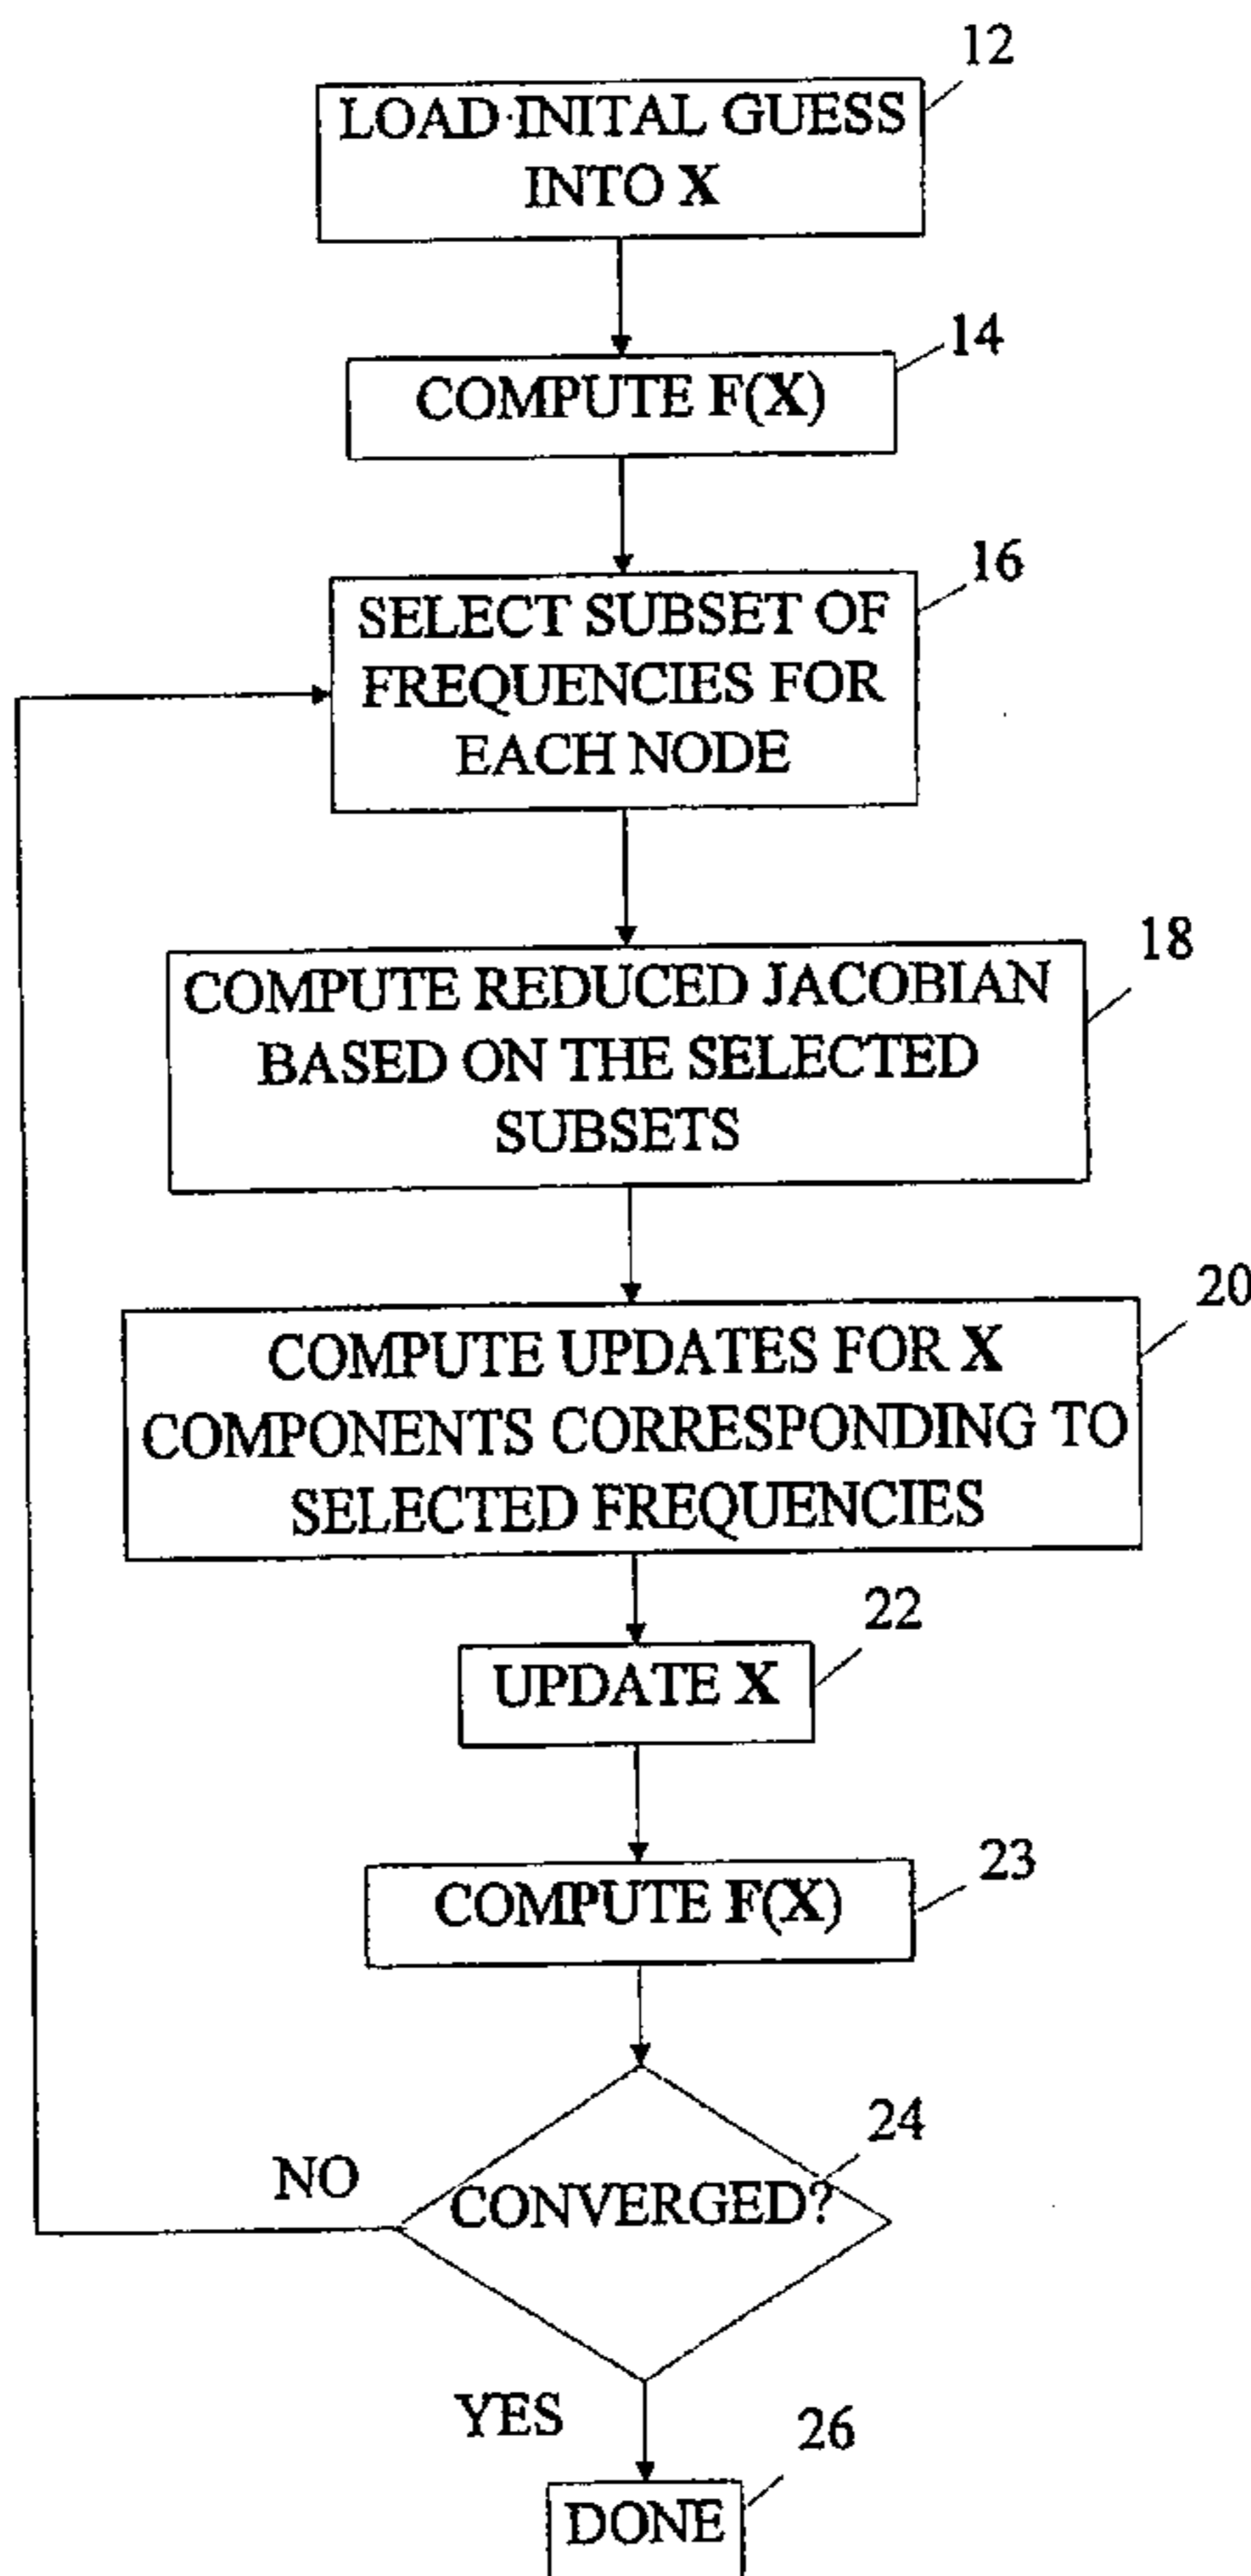 12
LOAD INITAL GUESS
INTO X
14
COMPUTE F(X)
16
SELECT SUBSET OF
FREQUENCIES FOR
EACH NODE
18
COMPUTE REDUCED JACOBIAN
BASED ON THE SELECTED
SUBSETS
20
COMPUTE UPDATES FOR X
COMPONENTS CORRESPONDING TO
SELECTED FREQUENCIES
22
UPDATE X
23
COMPUTE F(X)
24
CONVERGED?
NO
YES
26
DONE